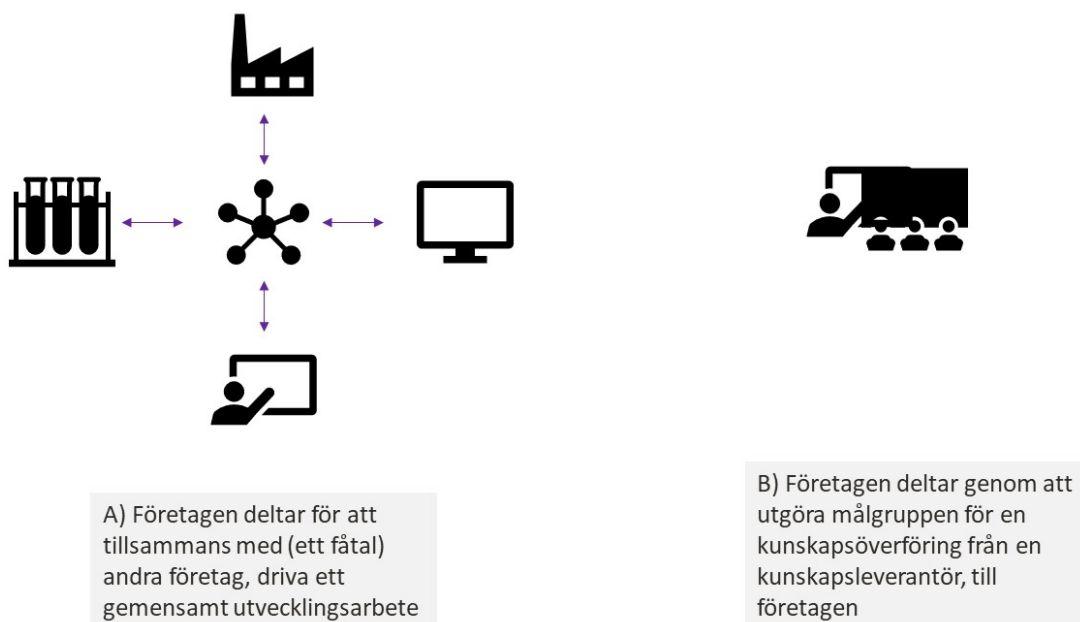 A) Företagen deltar för att
tillsammans med (ett fåtal)
andra företag, driva ett
gemensamt utvecklingsarbete
B) Företagen deltar genom att
utgöra målgruppen för en
kunskapsöverföring från en
kunskapsleverantör, till
företagen